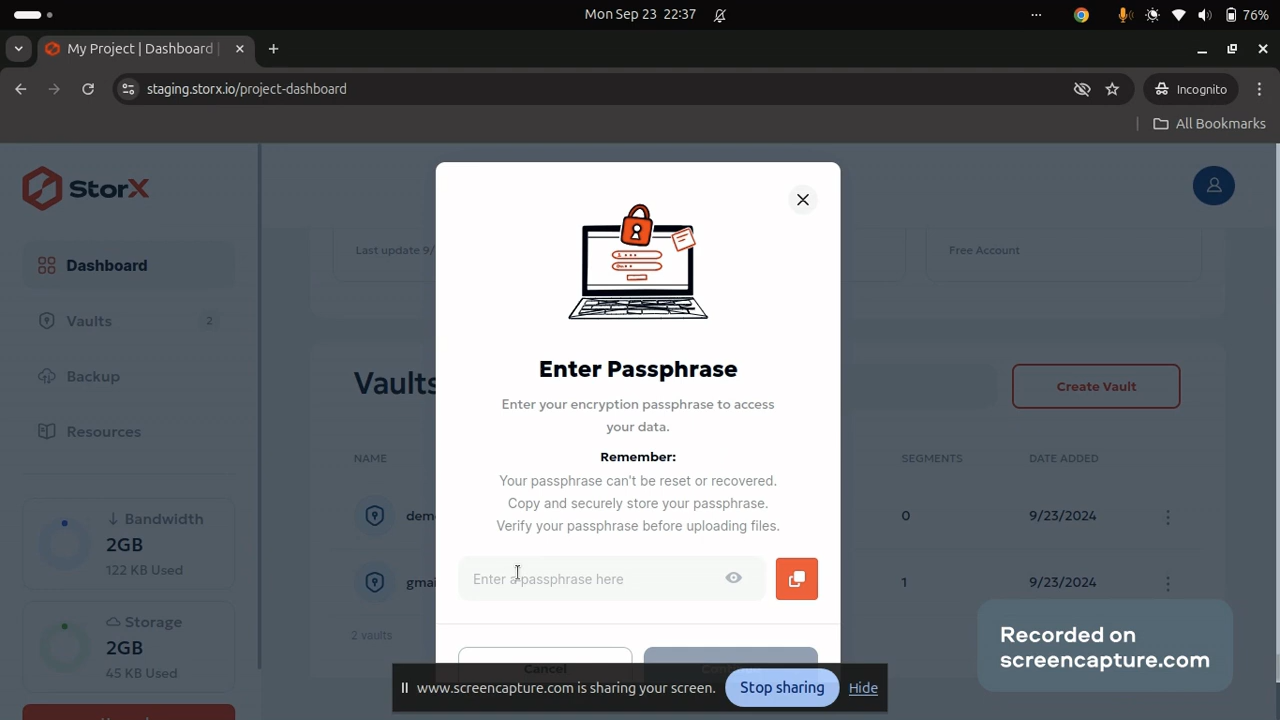 Mon Sep 23 22:37
76%
My Project | Dashboard |
staging.storx.io/project-dashboard
Incognito
All Bookmarks
StorX
Last update 9/
Free Account
Dashboard
Vaults 2
Backup
Resources
Bandwidth
2GB
122 KB Used
Storage
2GB
45 KB Used
Vaults
Create Vault
NAME SEGMENTS DATE ADDED
dem 0 9/23/2024
gmai 1 9/23/2024
2 vaults
Enter Passphrase
Enter your encryption passphrase to access
your data.
Remember:
Your passphrase can't be reset or recovered.
Copy and securely store your passphrase.
Verify your passphrase before uploading files.
Enter a passphrase here
Cancel
www.screencapture.com is sharing your screen. Stop sharing Hide
Recorded on
screencapture.com